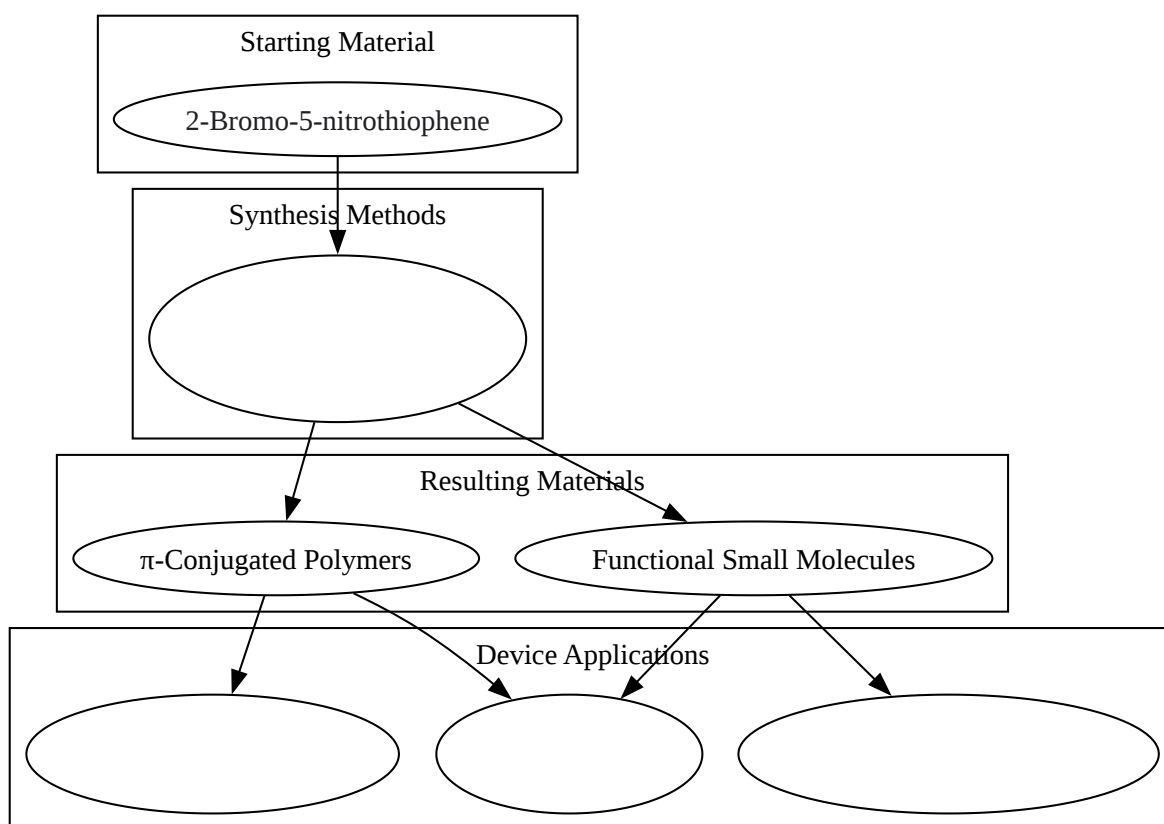 Starting Material
2-Bromo-5-nitrothiophene
Synthesis Methods
Resulting Materials
π-Conjugated Polymers
Functional Small Molecules
Device Applications